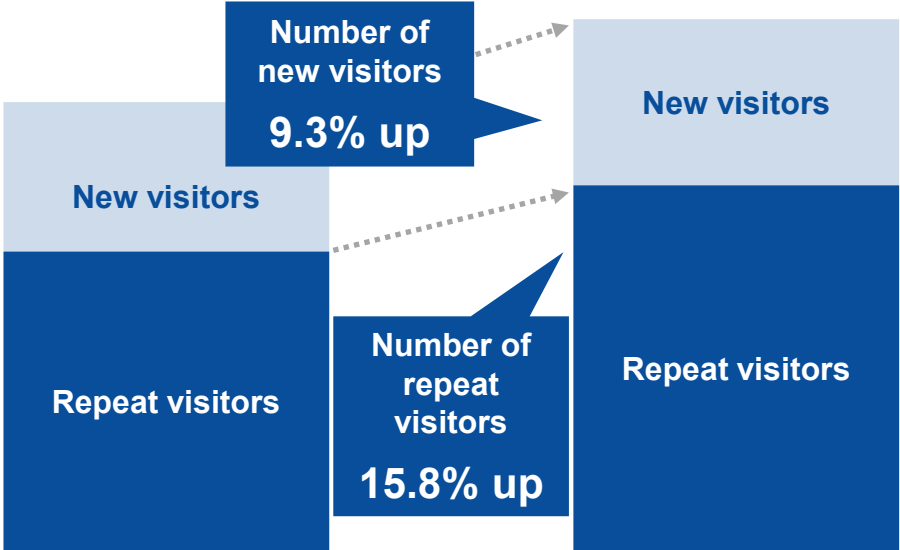 Number of
new visitors
9.3% up
New visitors
New visitors
Repeat visitors
Number of
repeat
visitors
15.8% up
Repeat visitors